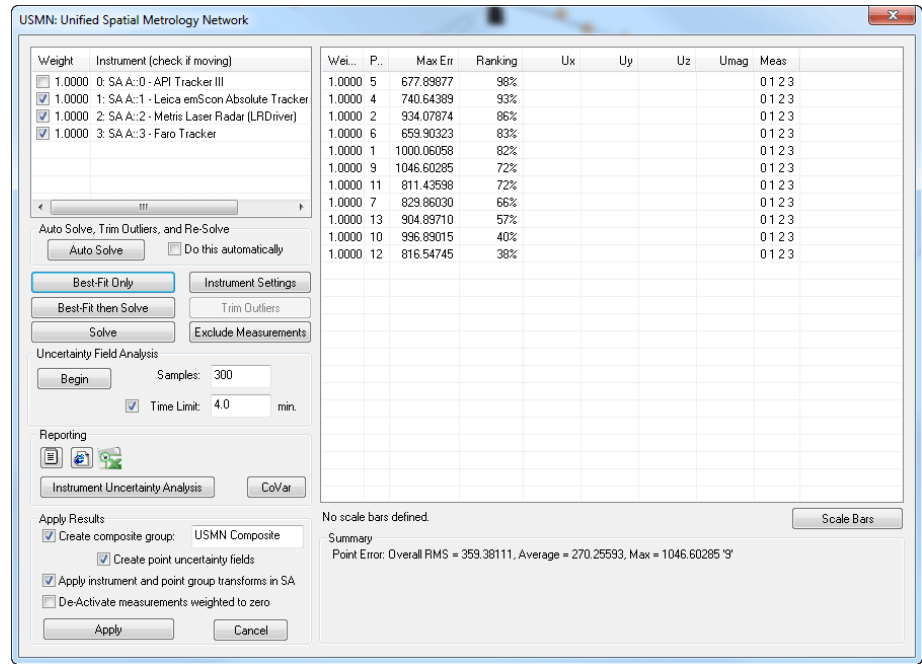 USMN: Unified Spatial Metrology Network
Weight Instrument (check if moving)
1.0000 0: SA A::0 - API Tracker III
1.0000 1: SA A::1 - Leica emScon Absolute Tracker
1.0000 2: SA A::2 - Metris Laser Radar (LRDriver)
1.0000 3: SA A::3 - Faro Tracker
Auto Solve, Trim Outliers, and Re-Solve
Auto Solve Do this automatically
Best-Fit Only Instrument Settings
Best-Fit then Solve Trim Outliers
Solve Exclude Measurements
Uncertainty Field Analysis
Begin Samples: 300
Time Limit: 4.0 min.
Reporting
Instrument Uncertainty Analysis CoVar
Apply Results
Create composite group: USMN Composite
Create point uncertainty fields
Apply instrument and point group transforms in SA
De-Activate measurements weighted to zero
Apply Cancel
Wei... P.. Max Err Ranking Ux Uy Uz Umag Meas
1.0000 5 677.89877 98% 0 1 2 3
1.0000 4 740.64389 93% 0 1 2 3
1.0000 2 934.07874 86% 0 1 2 3
1.0000 6 659.90323 83% 0 1 2 3
1.0000 1 1000.06058 82% 0 1 2 3
1.0000 9 1046.60285 72% 0 1 2 3
1.0000 11 811.43598 72% 0 1 2 3
1.0000 7 829.86030 66% 0 1 2 3
1.0000 13 904.89710 57% 0 1 2 3
1.0000 10 996.89015 40% 0 1 2 3
1.0000 12 816.54745 38% 0 1 2 3
No scale bars defined. Scale Bars
Summary
Point Error: Overall RMS = 359.38111, Average = 270.25593, Max = 1046.60285 '9'